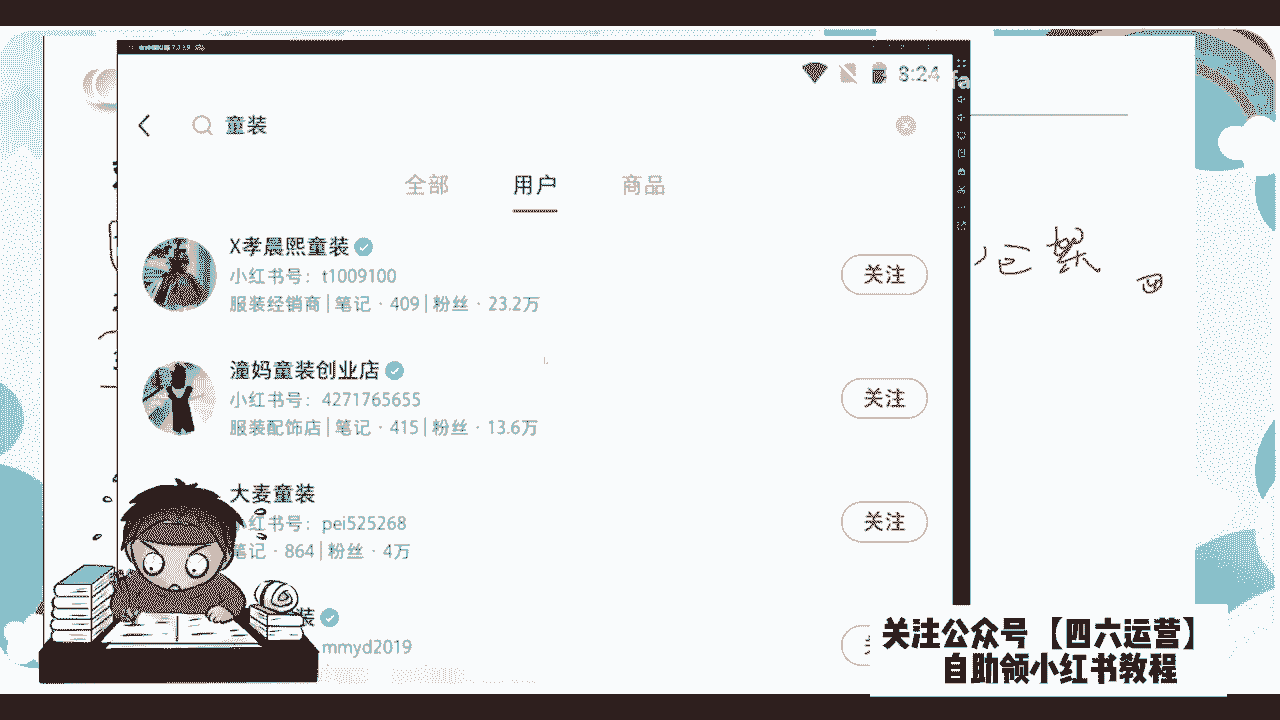 8:24
童装
全部 用户 商品
X孝晨熙童装
小红书号：t1009100
服装经销商|笔记·409|粉丝·23.2万
关注
潼妈童装创业店
小红书号：4271765655
服装配饰店|笔记·415|粉丝·13.6万
关注
大麦童装
小红书号：pei525268
笔记·864|粉丝·4万
关注
装
mmyd2019
关注公众号【四六运营】
自助领小红书教程